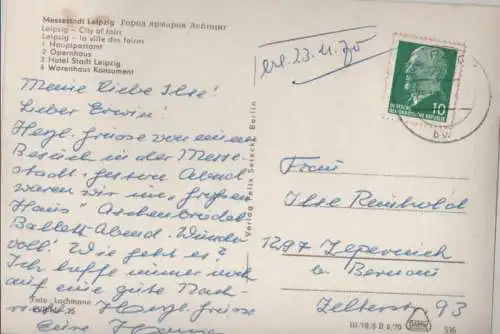 Messestadt Leipzig Город ярмарки Лейпциг
Leipzig – City of fairs
Leipzig – la ville des foires
1 Hauptpostamt
2 Opernhaus
3 Hotel Stadt Leipzig
4 Warenhaus Konsument
Meine liebe Ilse!
Lieber Erwin!
Herzl. Grüsse von einem
Besuch in der Messe-
stadt. gestern Abend
waren wir im "großen
Haus" Aschenbrödel
Ballett-Abend. Wunder
voll! Wie geht es?
Ich hoffe immer noch
auf eine gute Nach-
richt Herzl. Grüsse
Foto: Lachmann
Verlag Felix Setecki Berlin
erl. 23.11.70
DEUTSCHE
DEMOKRATISCHE REPUBLIK
10
Frau
Ilse Reinhold
1297 Zepernick
b. Bernau
Zelterstr. 93
III/18/6 B 8/70
516